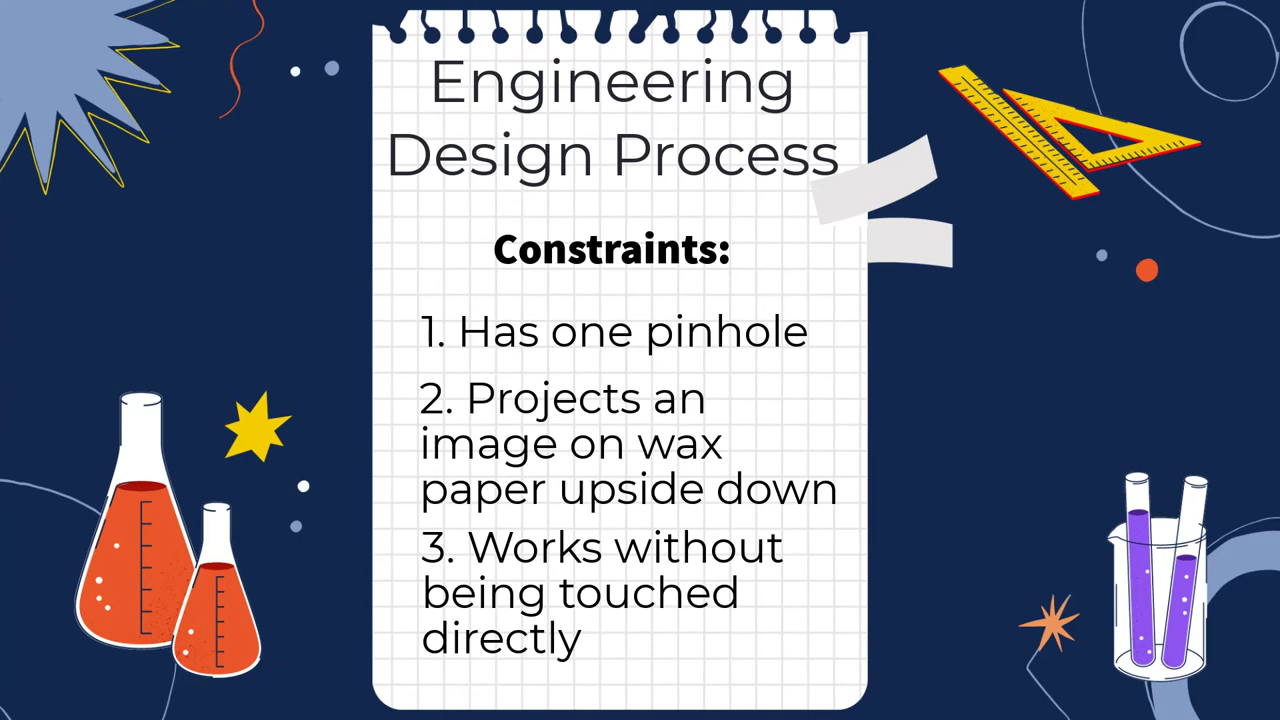 Engineering
Design Process
Constraints:
1. Has one pinhole
2. Projects an
image on wax
paper upside down
3. Works without
being touched
directly